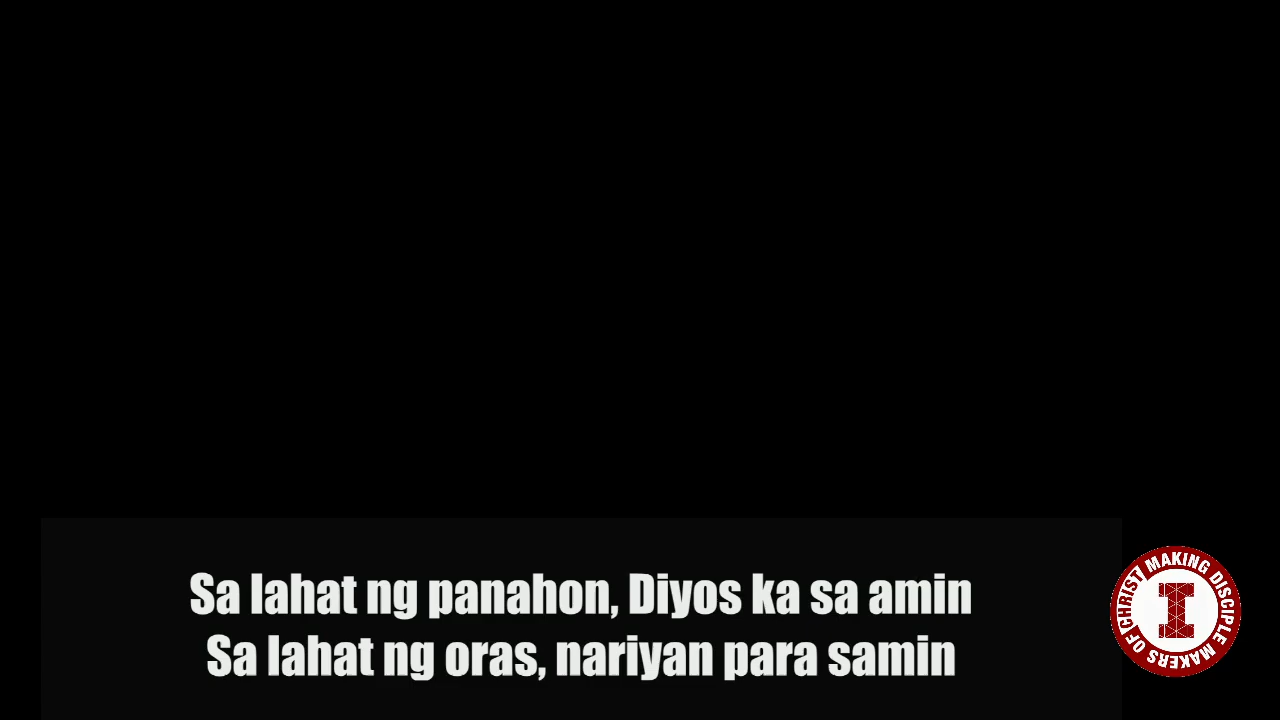 Sa lahat ng panahon, Diyos ka sa amin
Sa lahat ng oras, nariyan para samin
MAKING DISCIPLE MAKERS OF CHRIST
I